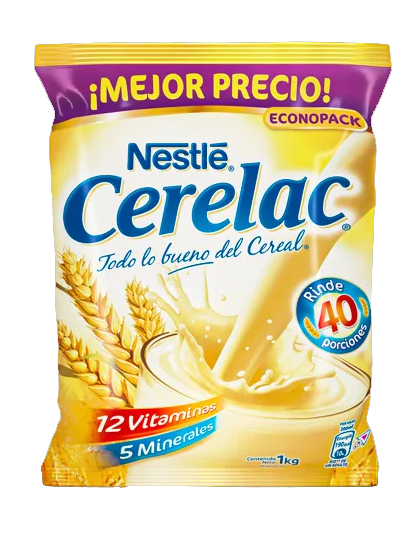 ¡MEJOR PRECIO!
ECONOPACK
Nestlé®
Cerelac®
Todo lo bueno del Cereal®
Rinde
40
porciones
12 Vitaminas
5 Minerales
Contenido
Neto 1kg
Energía